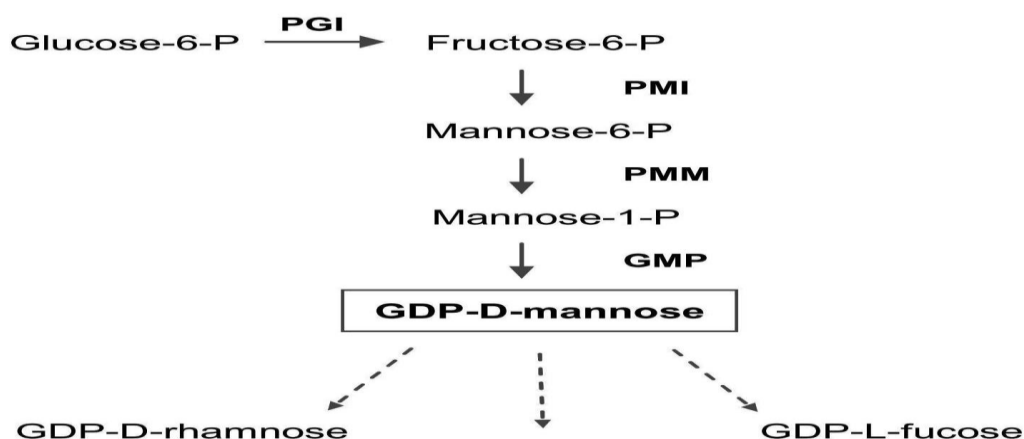 PGI
Glucose-6-P
Fructose-6-P
PMI
Mannose-6-P
PMM
Mannose-1-P
GMP
GDP-D-mannose
GDP-D-rhamnose
GDP-L-fucose